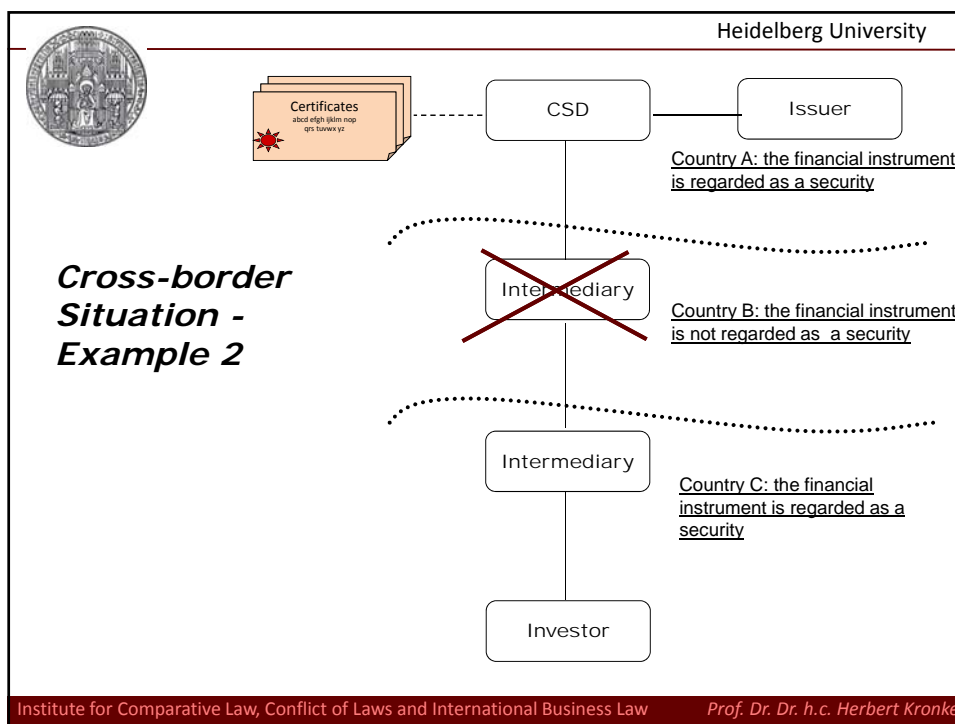 Heidelberg University
Certificates
abcd efgh ijklm nop
qrs tuvwx yz
CSD
Issuer
Country A: the financial instrument
is regarded as a security
Cross-border
Situation -
Example 2
Intermediary
Country B: the financial instrument
is not regarded as  a security
Intermediary
Country C: the financial
instrument is regarded as a
security
Investor
Institute for Comparative Law, Conflict of Laws and International Business Law
Prof. Dr. Dr. h.c. Herbert Kronke